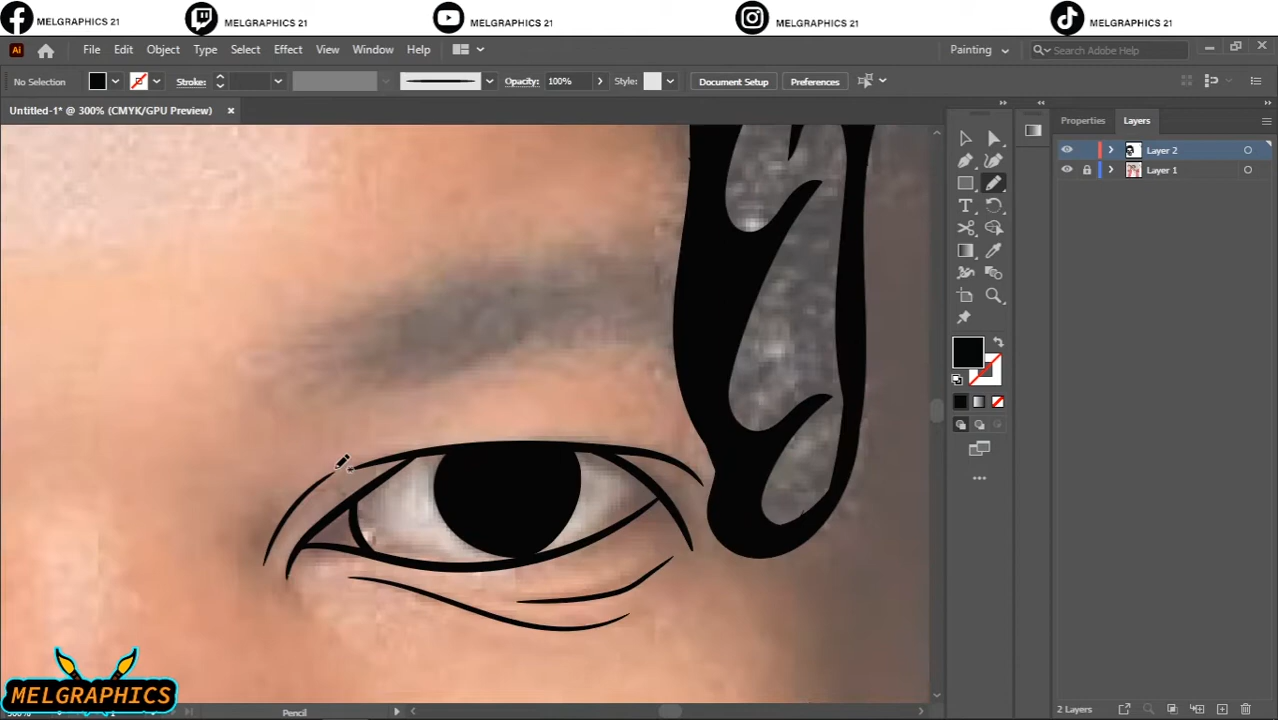 MELGRAPHICS 21 MELGRAPHICS 21 MELGRAPHICS 21 MELGRAPHICS 21 MELGRAPHICS 21
Ai File Edit Object Type Select Effect View Window Help Painting Search Adobe Help
No Selection Stroke: Opacity: 100% Style: Document Setup Preferences
Untitled-1* @ 300% (CMYK/GPU Preview)
Properties Layers
Layer 2
Layer 1
MELGRAPHICS
Pencil
2 Layers